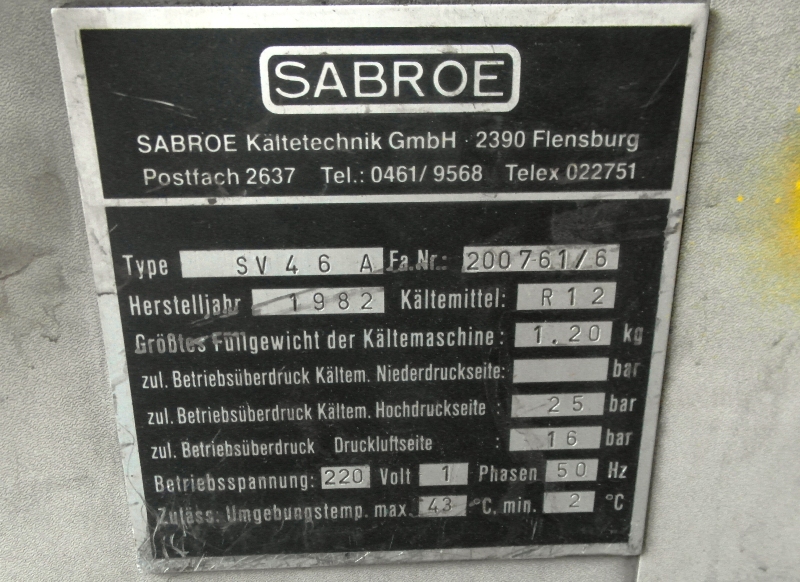 SABROE
SABROE Kältetechnik GmbH · 2390 Flensburg
Postfach 2637 Tel.: 0461/ 9568 Telex 022751
Type SV46 A Fa.Nr.: 200761/6
Herstelljahr 1982 Kältemittel: R12
Größtes Füllgewicht der Kältemaschine: 1.20 kg
zul. Betriebsüberdruck Kältem. Niederdruckseite: bar
zul. Betriebsüberdruck Kältem. Hochdruckseite : 25 bar
zul. Betriebsüberdruck Druckluftseite : 16 bar
Betriebsspannung: 220 Volt 1 Phasen 50 Hz
Zuläss. Umgebungstemp. max. 43 °C, min. 2 °C